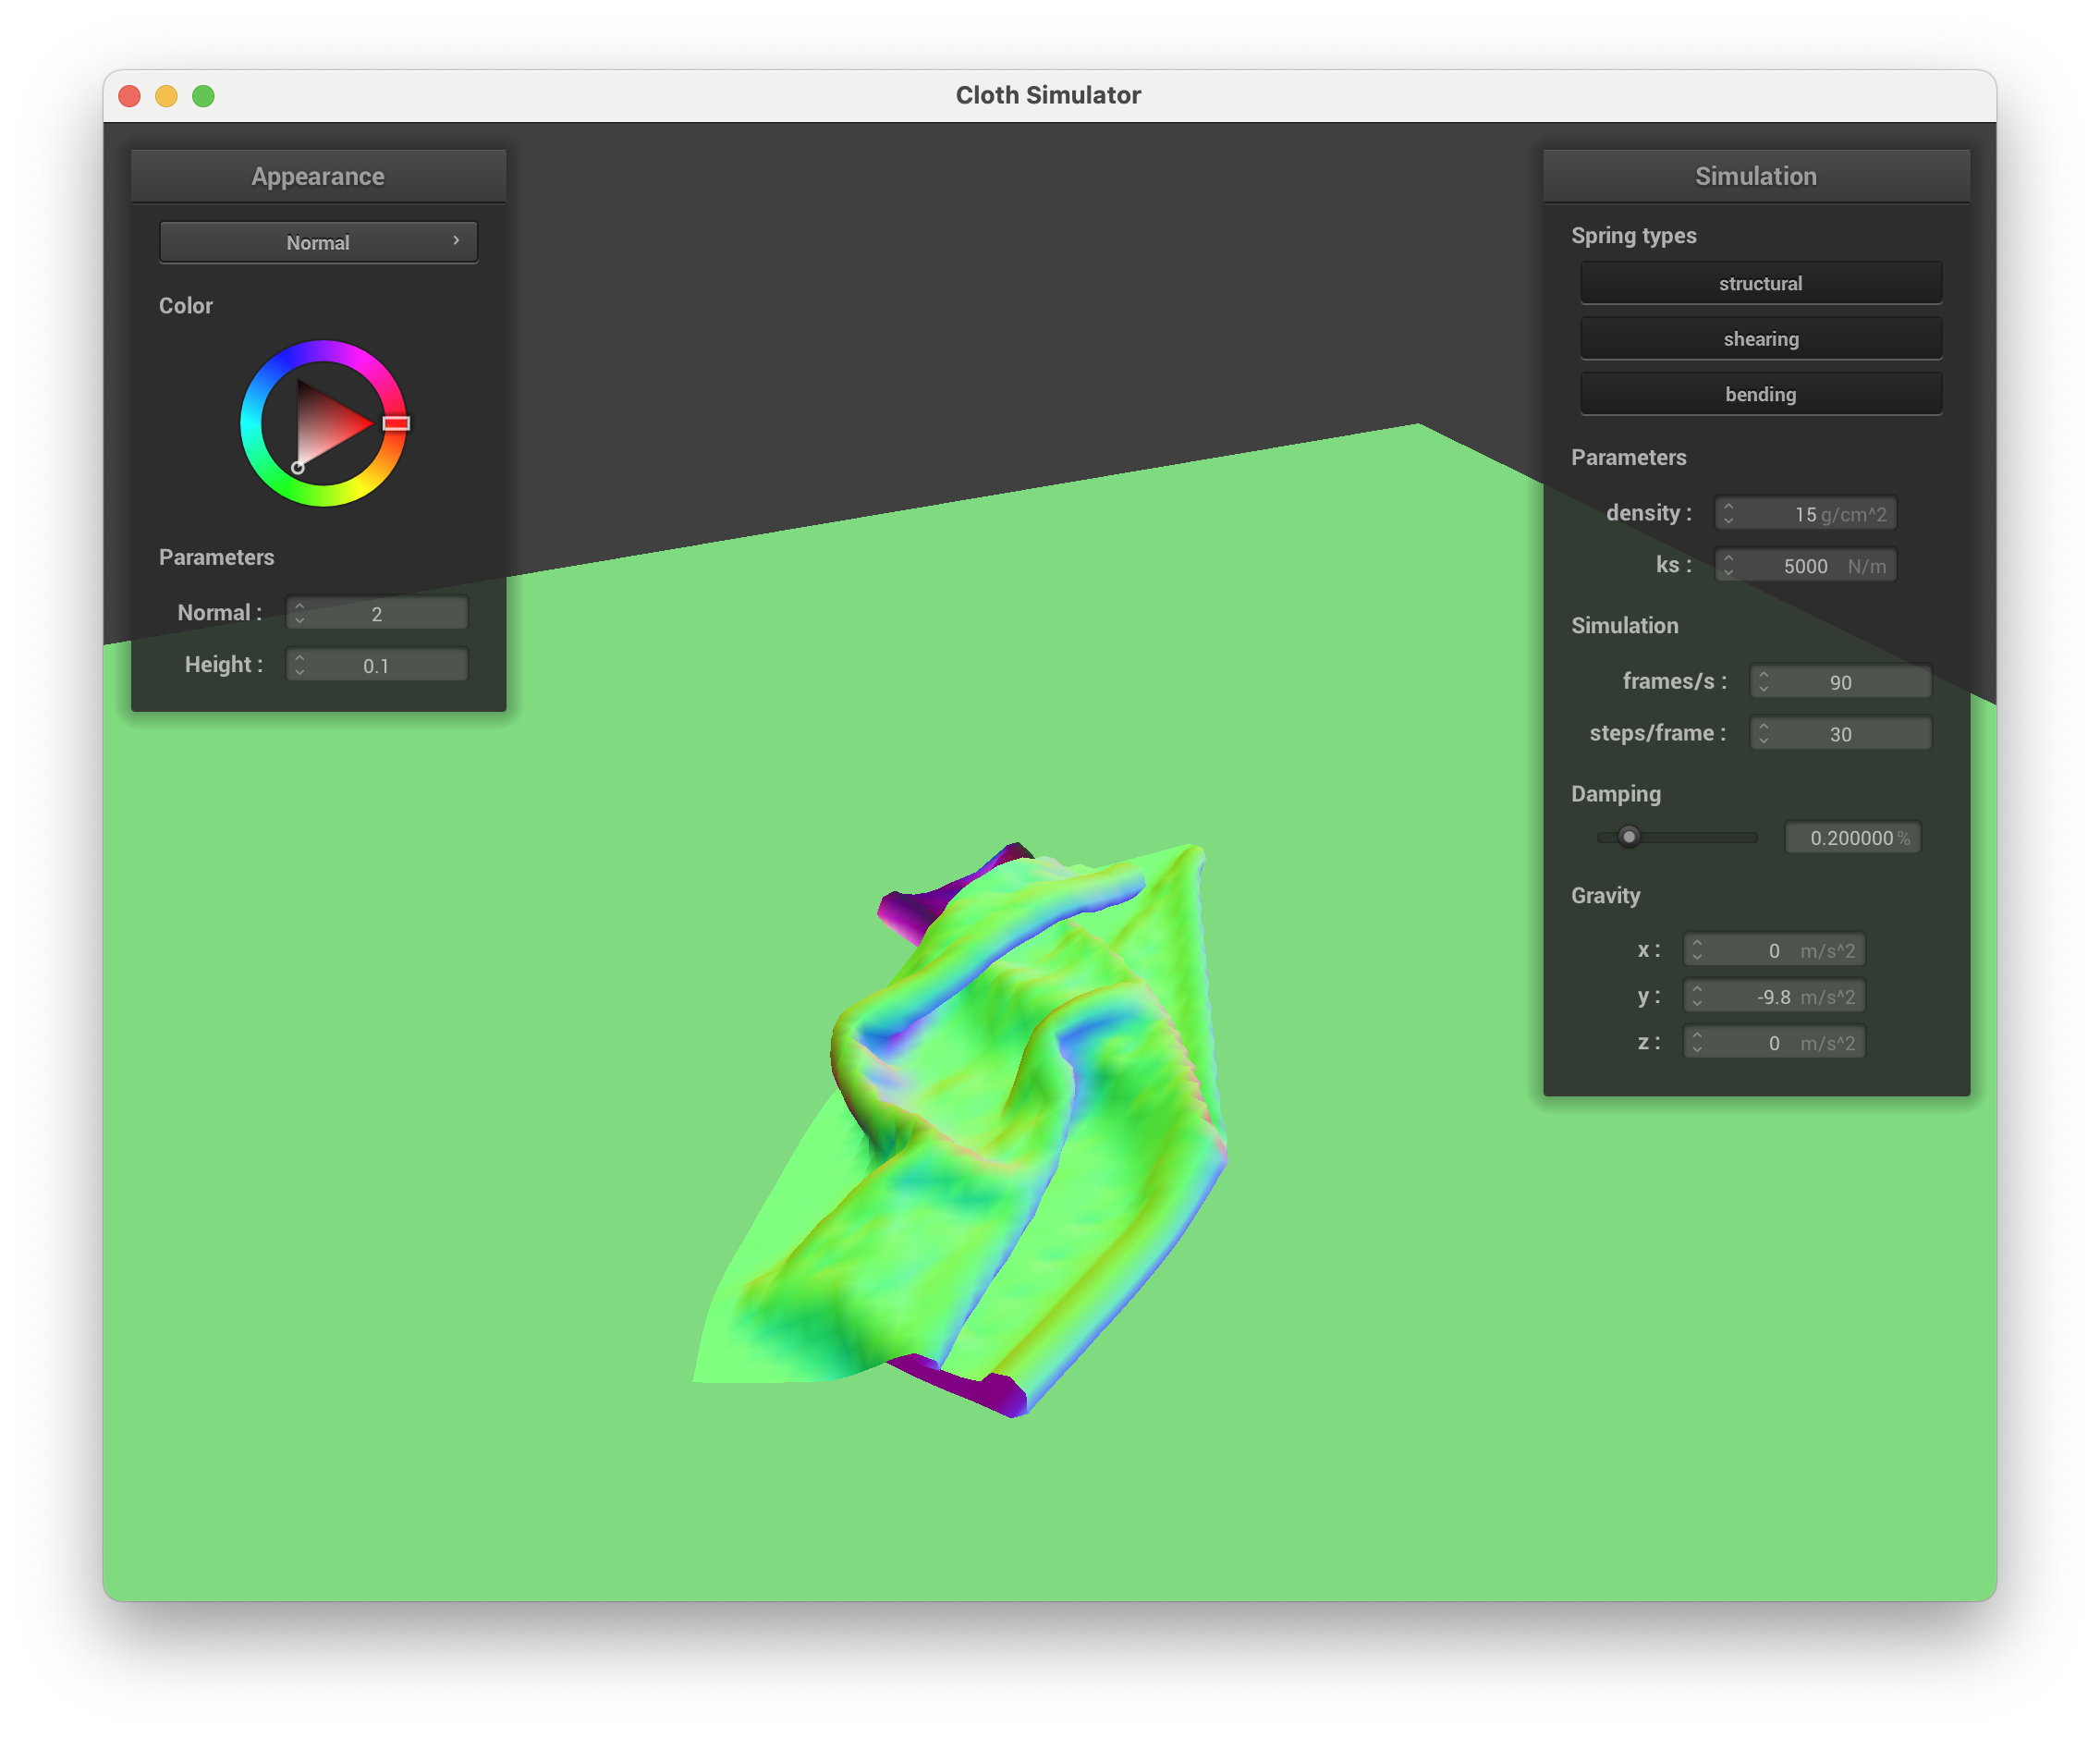 Cloth Simulator
Appearance
Normal
Color
Parameters
Normal : 2
Height : 0.1
Simulation
Spring types
structural
shearing
bending
Parameters
density : 15 g/cm^2
ks : 5000 N/m
Simulation
frames/s : 90
steps/frame : 30
Damping
0.200000 %
Gravity
x : 0 m/s^2
y : -9.8 m/s^2
z : 0 m/s^2